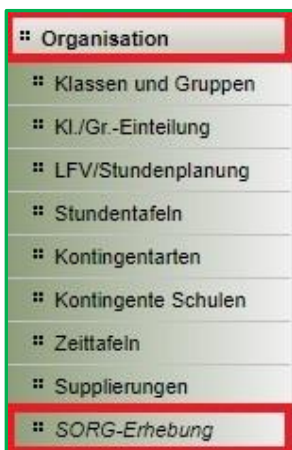 Organisation
Klassen und Gruppen
Kl./Gr.-Einteilung
LFV/Stundenplanung
Stundentafeln
Kontingentarten
Kontingente Schulen
Zeittafeln
Supplierungen
SORG-Erhebung